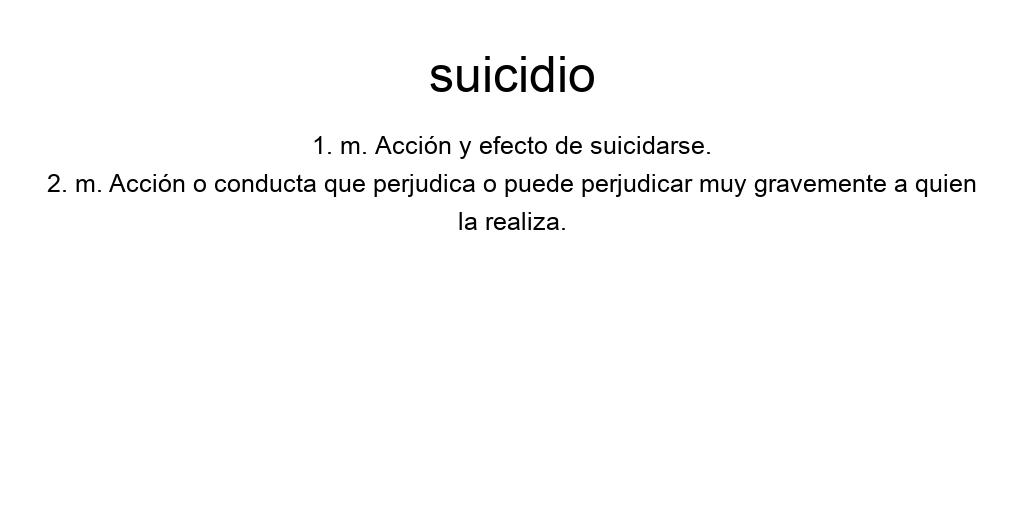 suicidio
1. m. Acción y efecto de suicidarse.
2. m. Acción o conducta que perjudica o puede perjudicar muy gravemente a quien
la realiza.